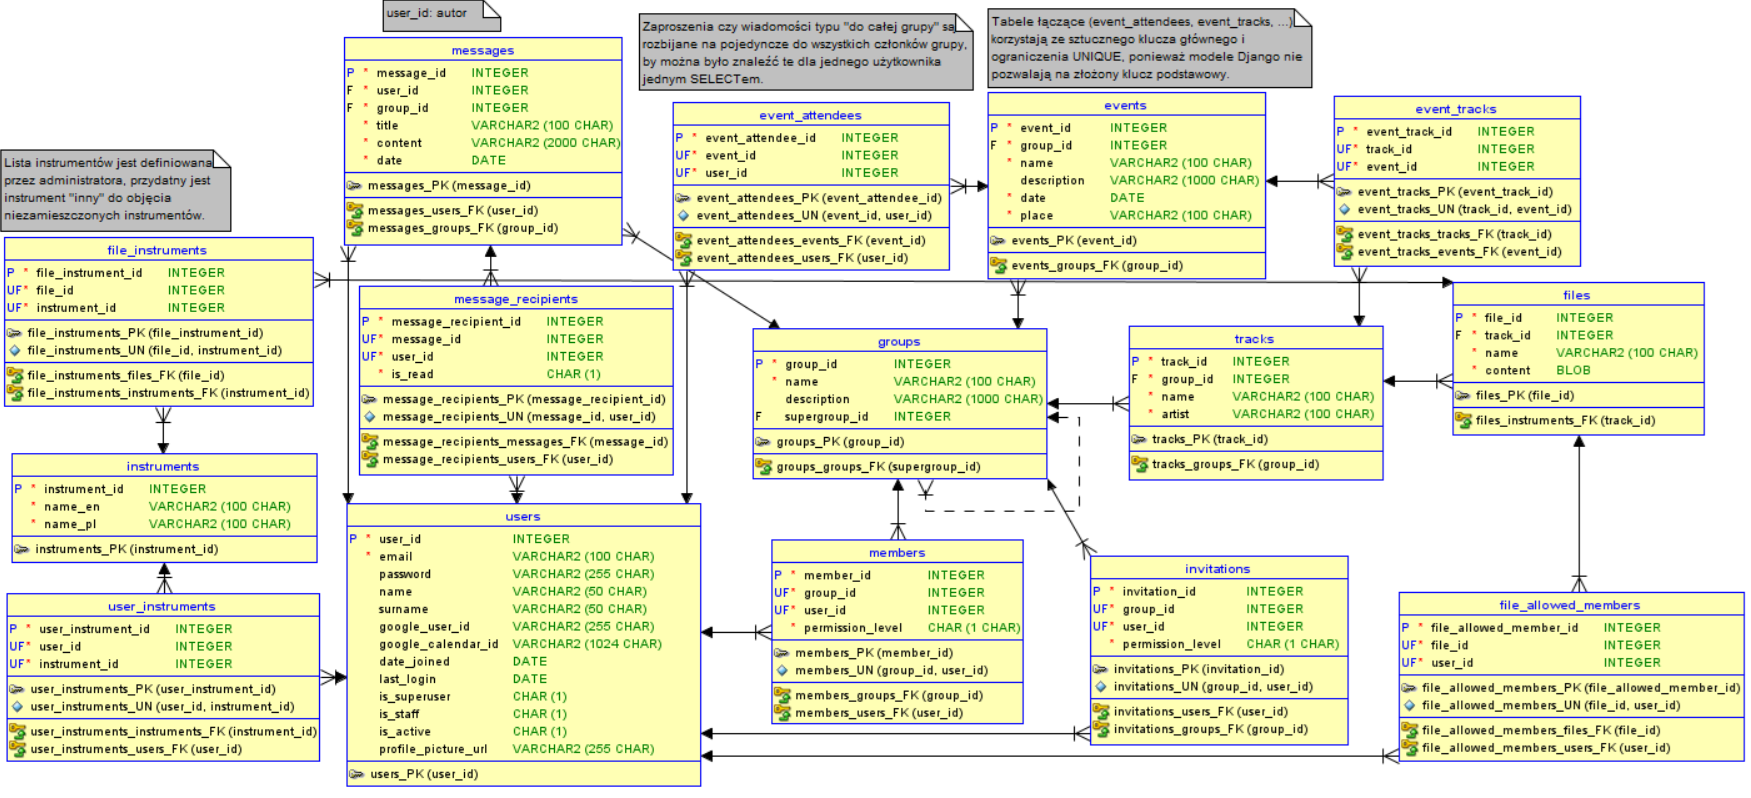 user_id: autor
Zaproszenia czy wiadomości typu "do całej grupy" są
rozbijane na pojedyncze do wszystkich członków grupy,
by można było znaleźć te dla jednego użytkownika
jednym SELECTem.
Tabele łączące (event_attendees, event_tracks, ...)
korzystają ze sztucznego klucza głównego i
ograniczenia UNIQUE, ponieważ modele Django nie
pozwalają na złożony klucz podstawowy.
Lista instrumentów jest definiowana
przez administratora, przydatny jest
instrument "inny" do objęcia
niezamieszczonych instrumentów.
messages
P * message_id INTEGER
F * user_id INTEGER
F * group_id INTEGER
* title VARCHAR2 (100 CHAR)
* content VARCHAR2 (2000 CHAR)
* date DATE
messages_PK (message_id)
messages_users_FK (user_id)
messages_groups_FK (group_id)
event_attendees
P * event_attendee_id INTEGER
UF* event_id INTEGER
UF* user_id INTEGER
event_attendees_PK (event_attendee_id)
event_attendees_UN (event_id, user_id)
event_attendees_events_FK (event_id)
event_attendees_users_FK (user_id)
events
P * event_id INTEGER
F * group_id INTEGER
* name VARCHAR2 (100 CHAR)
description VARCHAR2 (1000 CHAR)
* date DATE
* place VARCHAR2 (100 CHAR)
events_PK (event_id)
events_groups_FK (group_id)
event_tracks
P * event_track_id INTEGER
UF* track_id INTEGER
UF* event_id INTEGER
event_tracks_PK (event_track_id)
event_tracks_UN (track_id, event_id)
event_tracks_tracks_FK (track_id)
event_tracks_events_FK (event_id)
file_instruments
P * file_instrument_id INTEGER
UF* file_id INTEGER
UF* instrument_id INTEGER
file_instruments_PK (file_instrument_id)
file_instruments_UN (file_id, instrument_id)
file_instruments_files_FK (file_id)
file_instruments_instruments_FK (instrument_id)
message_recipients
P * message_recipient_id INTEGER
UF* message_id INTEGER
UF* user_id INTEGER
* is_read CHAR (1)
message_recipients_PK (message_recipient_id)
message_recipients_UN (message_id, user_id)
message_recipients_messages_FK (message_id)
message_recipients_users_FK (user_id)
groups
P * group_id INTEGER
* name VARCHAR2 (100 CHAR)
description VARCHAR2 (1000 CHAR)
F supergroup_id INTEGER
groups_PK (group_id)
groups_groups_FK (supergroup_id)
tracks
P * track_id INTEGER
F * group_id INTEGER
* name VARCHAR2 (100 CHAR)
* artist VARCHAR2 (100 CHAR)
tracks_PK (track_id)
tracks_groups_FK (group_id)
files
P * file_id INTEGER
F * track_id INTEGER
* name VARCHAR2 (100 CHAR)
* content BLOB
files_PK (file_id)
files_instruments_FK (track_id)
instruments
P * instrument_id INTEGER
* name_en VARCHAR2 (100 CHAR)
* name_pl VARCHAR2 (100 CHAR)
instruments_PK (instrument_id)
users
P * user_id INTEGER
* email VARCHAR2 (100 CHAR)
password VARCHAR2 (255 CHAR)
name VARCHAR2 (50 CHAR)
surname VARCHAR2 (50 CHAR)
google_user_id VARCHAR2 (255 CHAR)
google_calendar_id VARCHAR2 (1024 CHAR)
date_joined DATE
last_login DATE
is_superuser CHAR (1)
is_staff CHAR (1)
is_active CHAR (1)
profile_picture_url VARCHAR2 (255 CHAR)
users_PK (user_id)
members
P * member_id INTEGER
UF* group_id INTEGER
UF* user_id INTEGER
* permission_level CHAR (1 CHAR)
members_PK (member_id)
members_UN (group_id, user_id)
members_groups_FK (group_id)
members_users_FK (user_id)
invitations
P * invitation_id INTEGER
UF* group_id INTEGER
UF* user_id INTEGER
* permission_level CHAR (1 CHAR)
invitations_PK (invitation_id)
invitations_UN (group_id, user_id)
invitations_users_FK (user_id)
invitations_groups_FK (group_id)
user_instruments
P * user_instrument_id INTEGER
UF* user_id INTEGER
UF* instrument_id INTEGER
user_instruments_PK (user_instrument_id)
user_instruments_UN (user_id, instrument_id)
user_instruments_instruments_FK (instrument_id)
user_instruments_users_FK (user_id)
file_allowed_members
P * file_allowed_member_id INTEGER
UF* file_id INTEGER
UF* user_id INTEGER
file_allowed_members_PK (file_allowed_member_id)
file_allowed_members_UN (file_id, user_id)
file_allowed_members_files_FK (file_id)
file_allowed_members_users_FK (user_id)